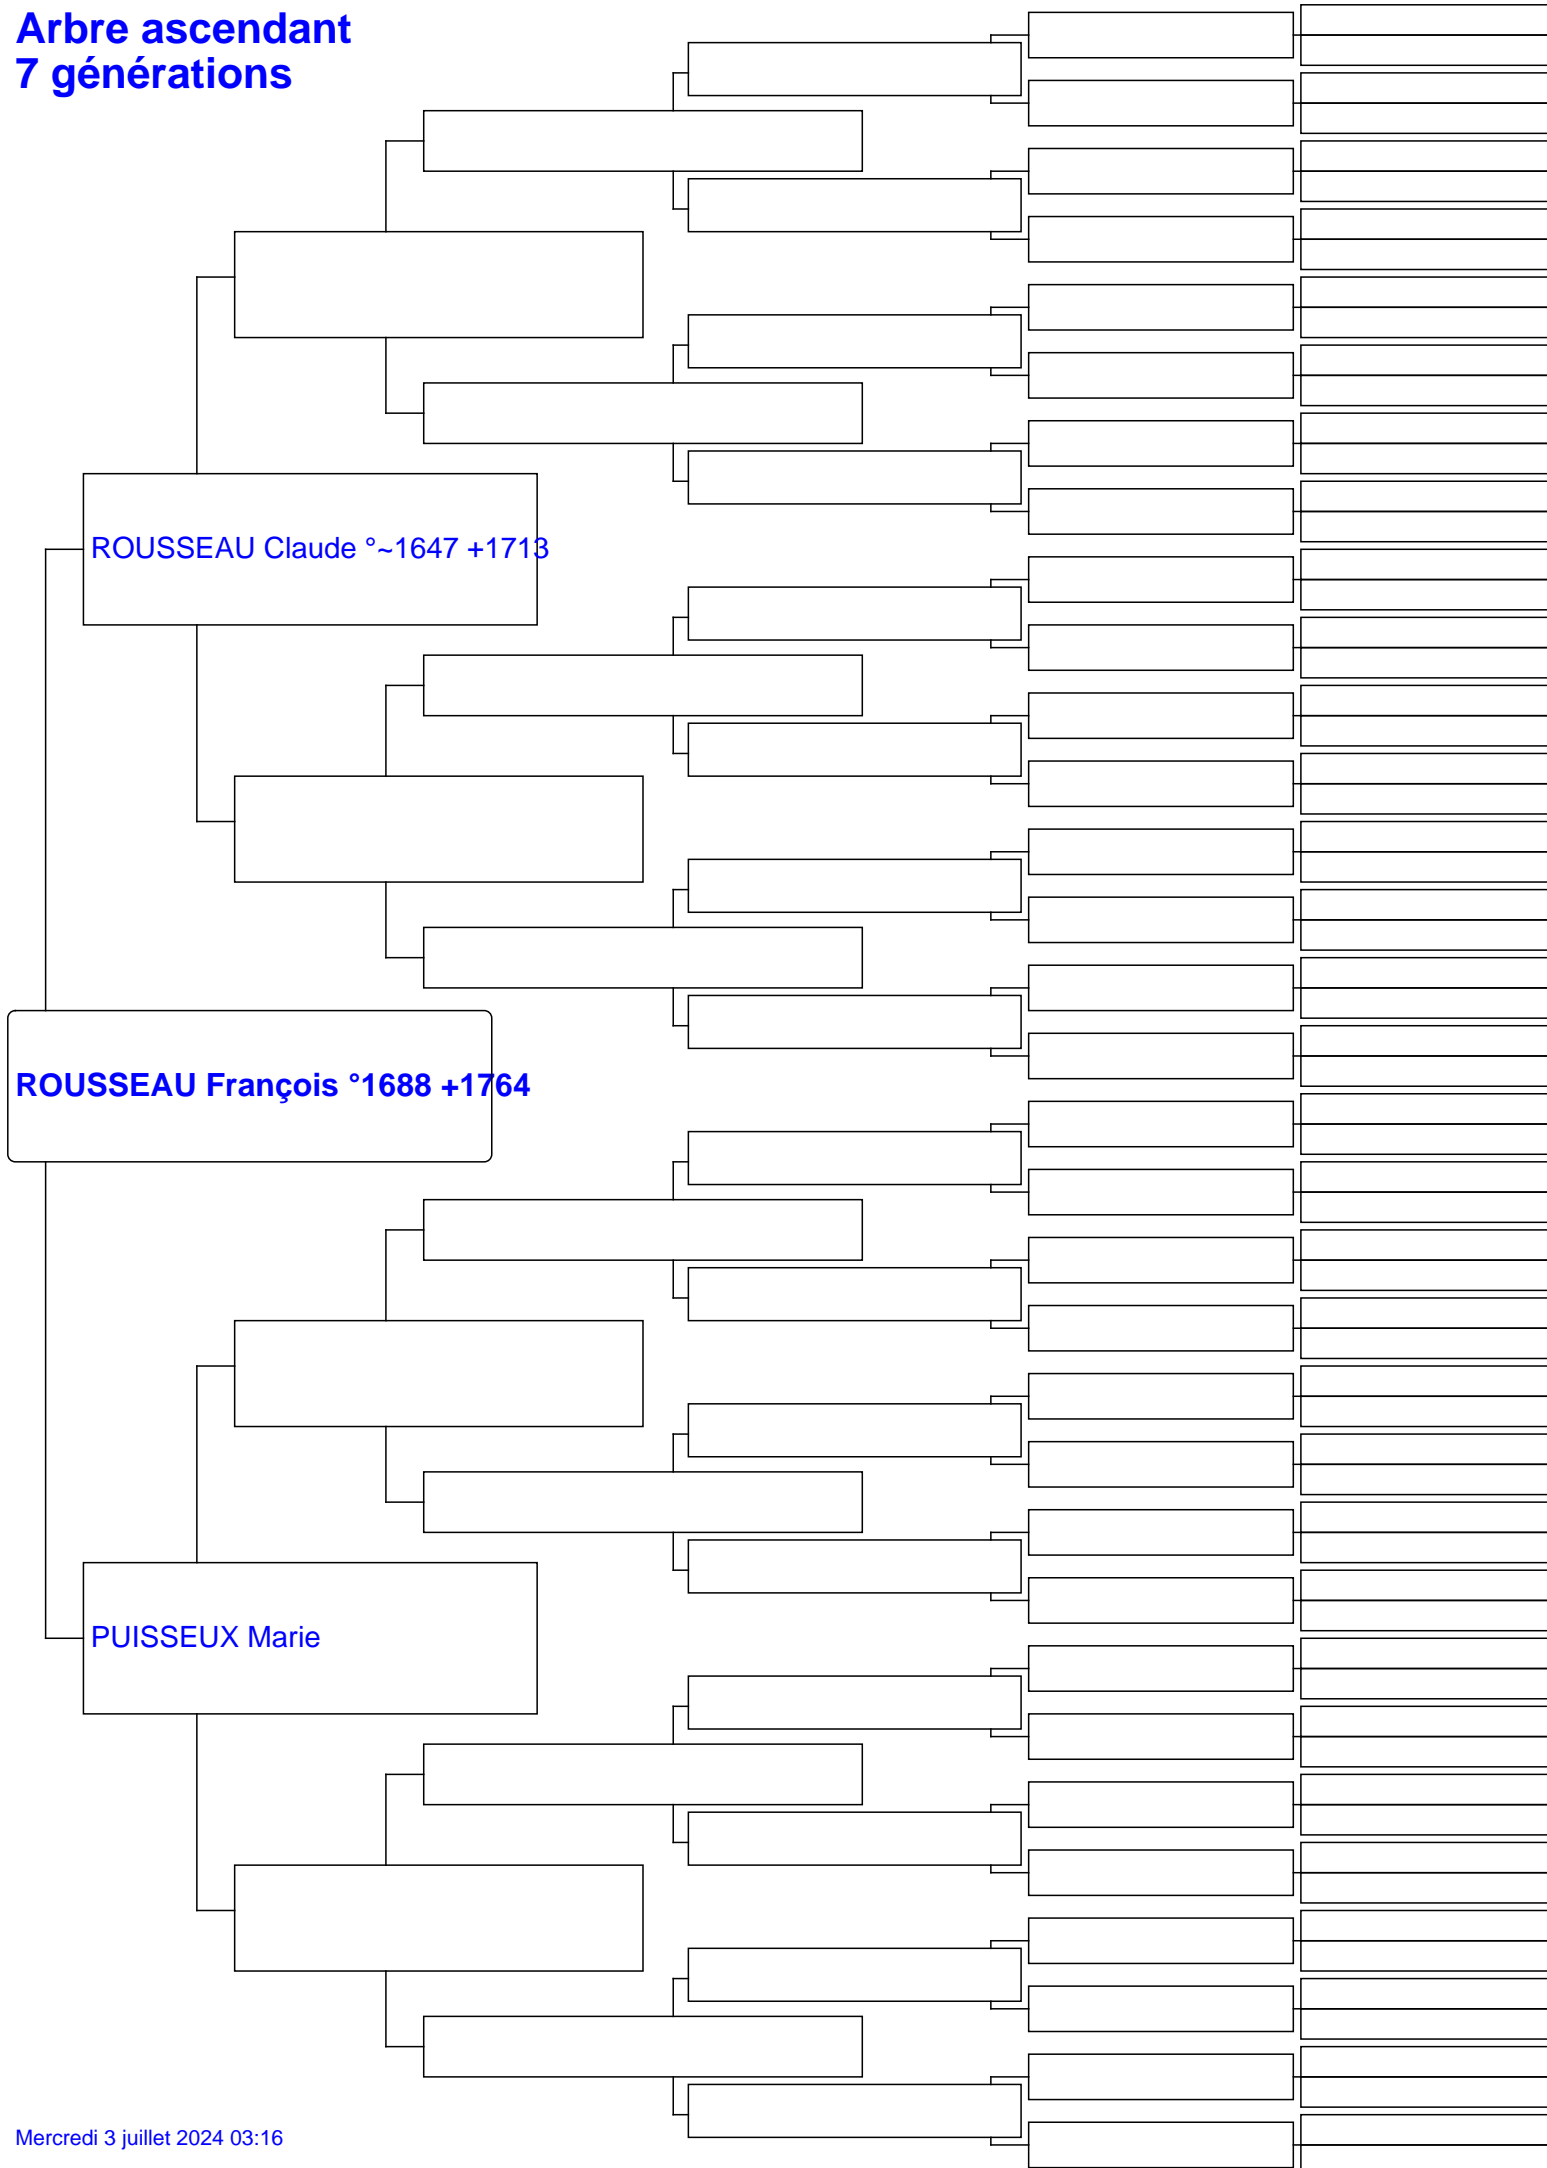 Arbre ascendant
7 générations
ROUSSEAU Claude °~1647 +1713
ROUSSEAU François °1688 +1764
PUISSEUX Marie
Mercredi 3 juillet 2024 03:16